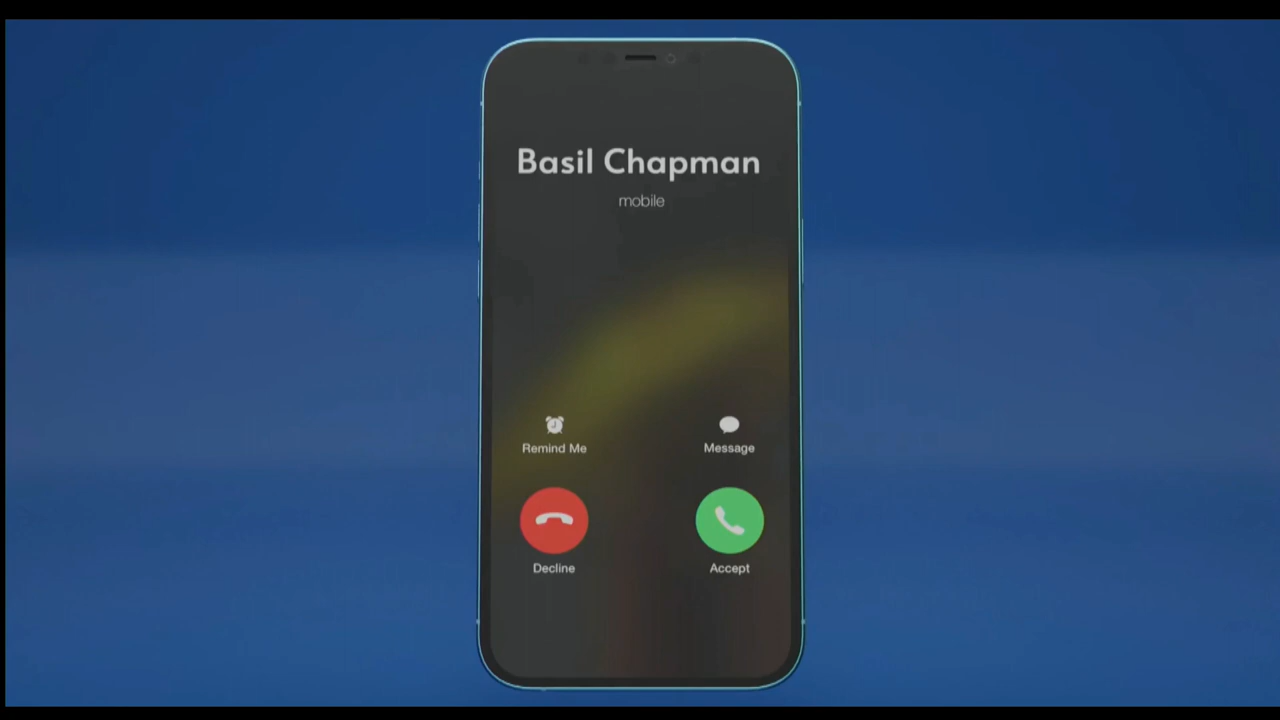 Basil Chapman
mobile
Remind Me
Message
Decline
Accept